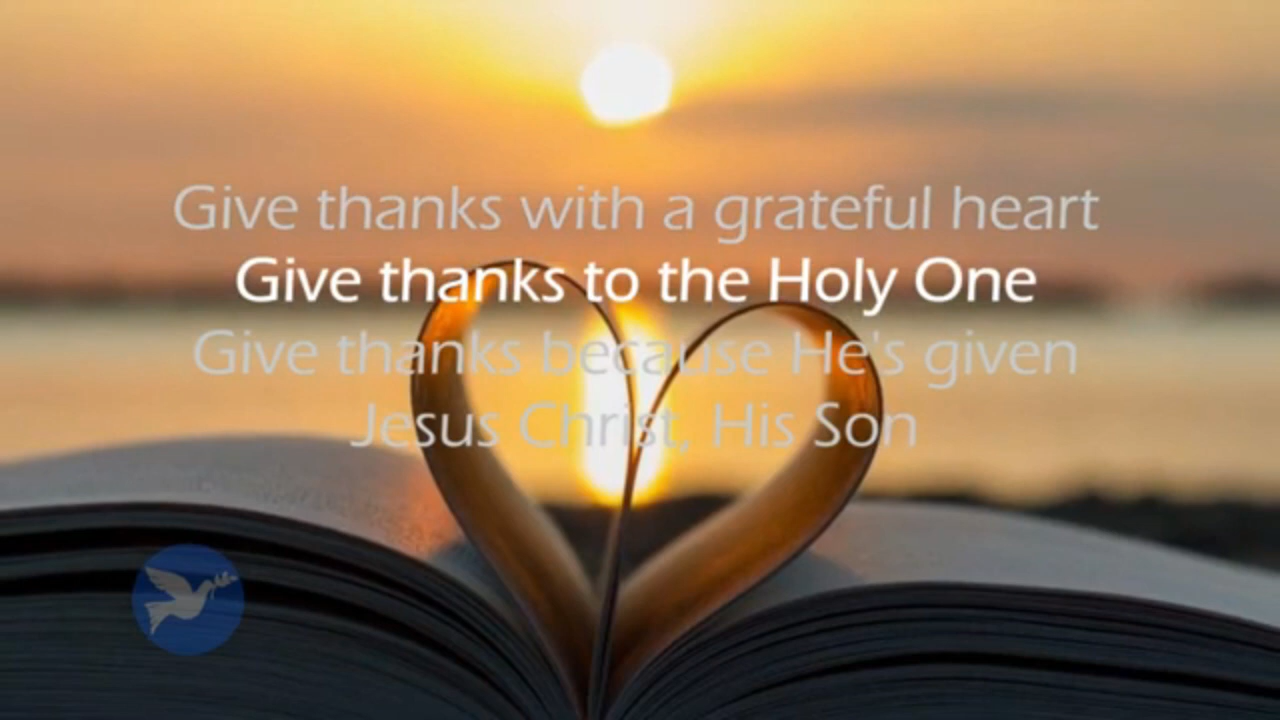 Give thanks with a grateful heart
Give thanks to the Holy One
Give thanks because He's given
Jesus Christ, His Son